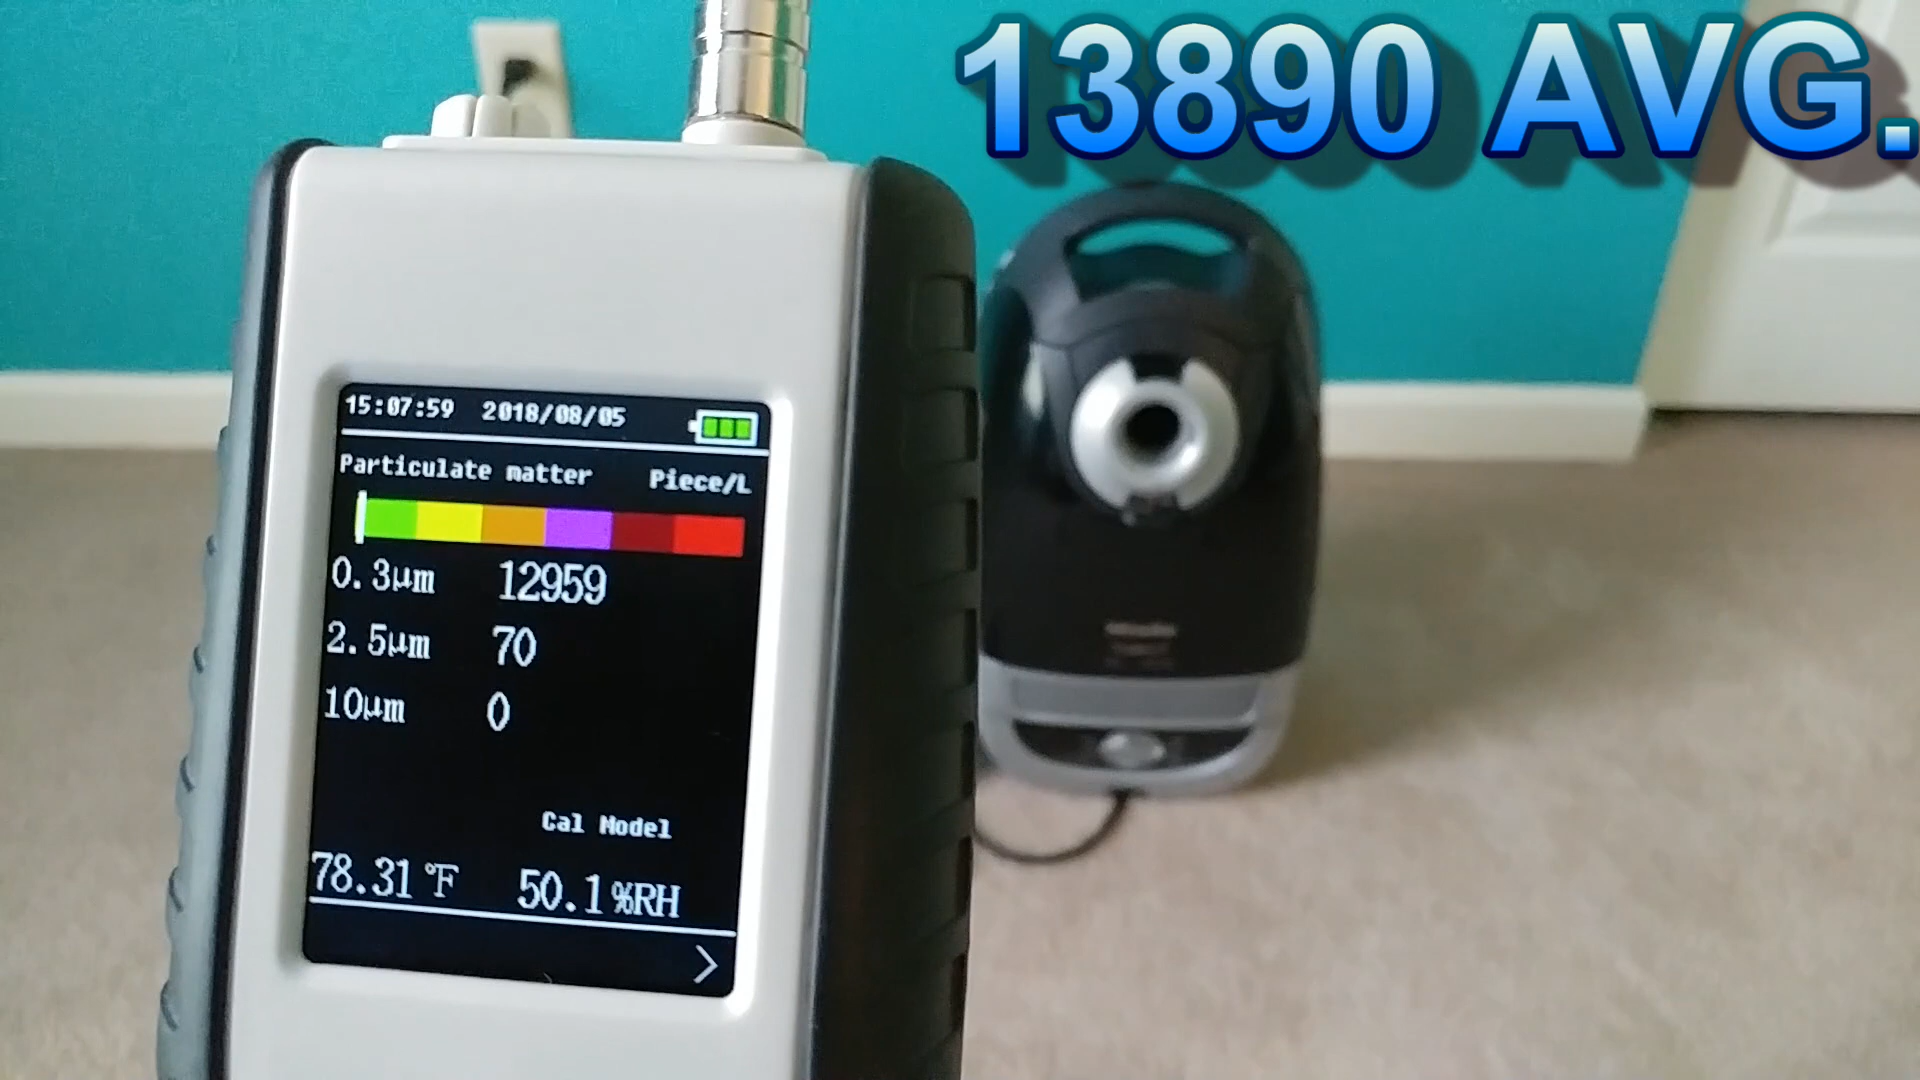 13890 AVG.
15:07:59 2018/08/05
Particulate matter Piece/L
0.3µm 12959
2.5µm 70
10µm 0
Cal Model
78.31 °F 50.1 %RH
>